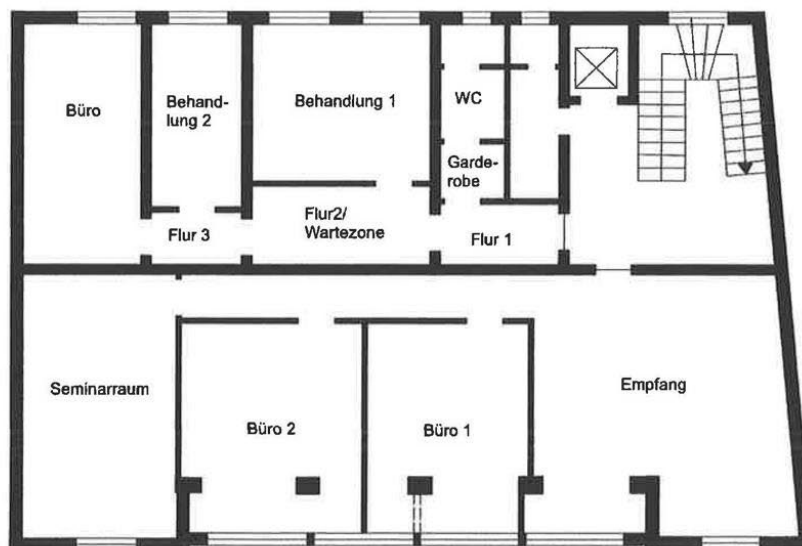 Büro
Behand-
lung 2
Behandlung 1
WC
Garde-
robe
Flur 3
Flur2/
Wartezone
Flur 1
Seminarraum
Büro 2
Büro 1
Empfang